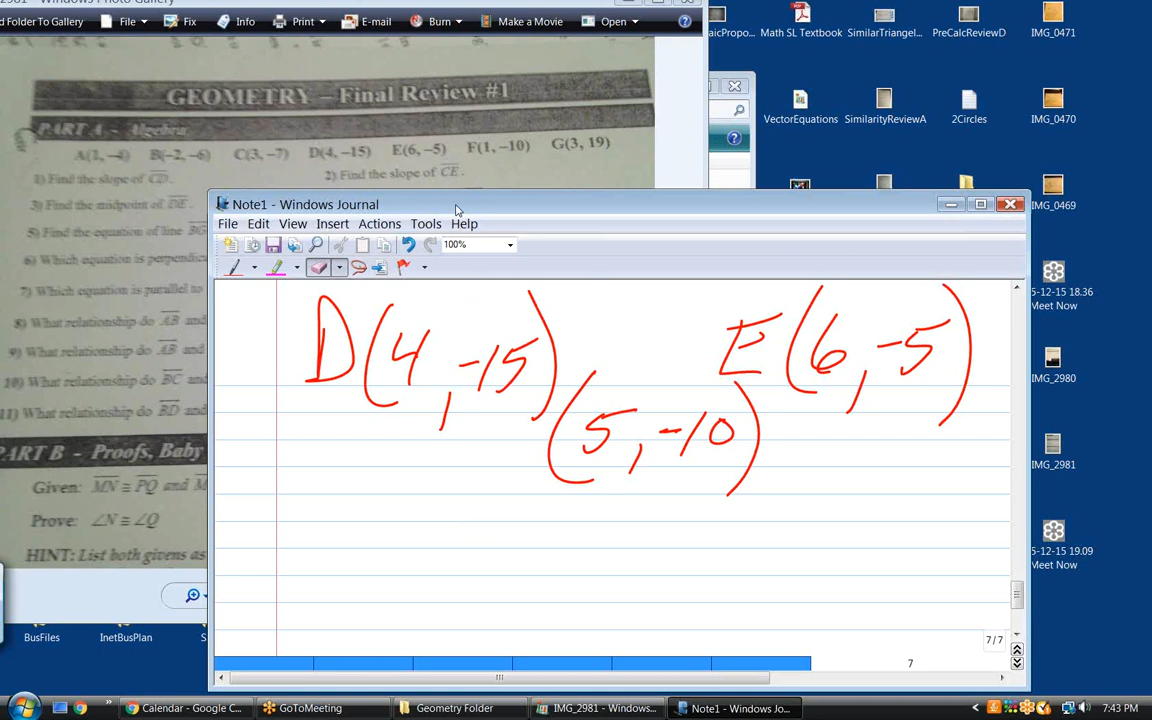 2981 - Windows Photo Gallery
d Folder To Gallery File Fix Info Print E-mail Burn Make a Movie Open
GEOMETRY – Final Review #1
PART A - Algebra
A(1, –4) B(–2, –6) C(3, –7) D(4, –15) E(6, –5) F(1, –10) G(3, 19)
1) Find the slope of CD. 2) Find the slope of CE.
3) Find the midpoint of DE.
5) Find the equation of line BG
6) Which equation is perpendic
7) Which equation is parallel to
8) What relationship do AB and
9) What relationship do AB and
10) What relationship do BC and
11) What relationship do BD and
PART B - Proofs, Baby
Given: MN ≅ PQ and M
Prove: ∠N ≅ ∠Q
HINT: List both givens as
Note1 - Windows Journal
File Edit View Insert Actions Tools Help
100%
D(4, -15) E(6, -5)
(5, -10)
7/7
7
aicPropo... Math SL Textbook SimilarTriangel... PreCalcReviewD IMG_0471
VectorEquations SimilarityReviewA 2Circles IMG_0470
IMG_0469
5-12-15 18.36
Meet Now
IMG_2980
IMG_2981
5-12-15 19.09
Meet Now
BusFiles InetBusPlan S
Calendar - Google C... GoToMeeting Geometry Folder IMG_2981 - Windows... Note1 - Windows Jo... 7:43 PM